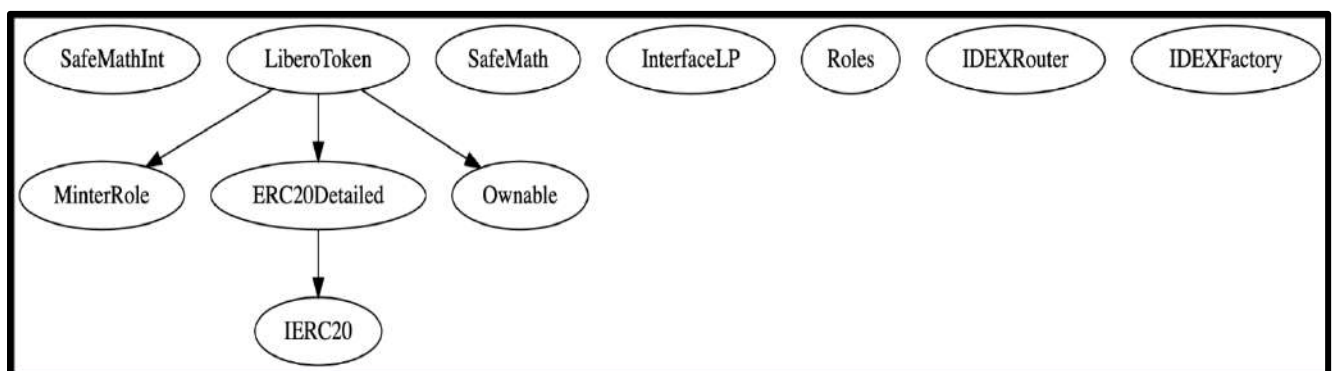 SafeMathInt LiberoToken SafeMath InterfaceLP Roles IDEXRouter IDEXFactory
MinterRole ERC20Detailed Ownable
IERC20